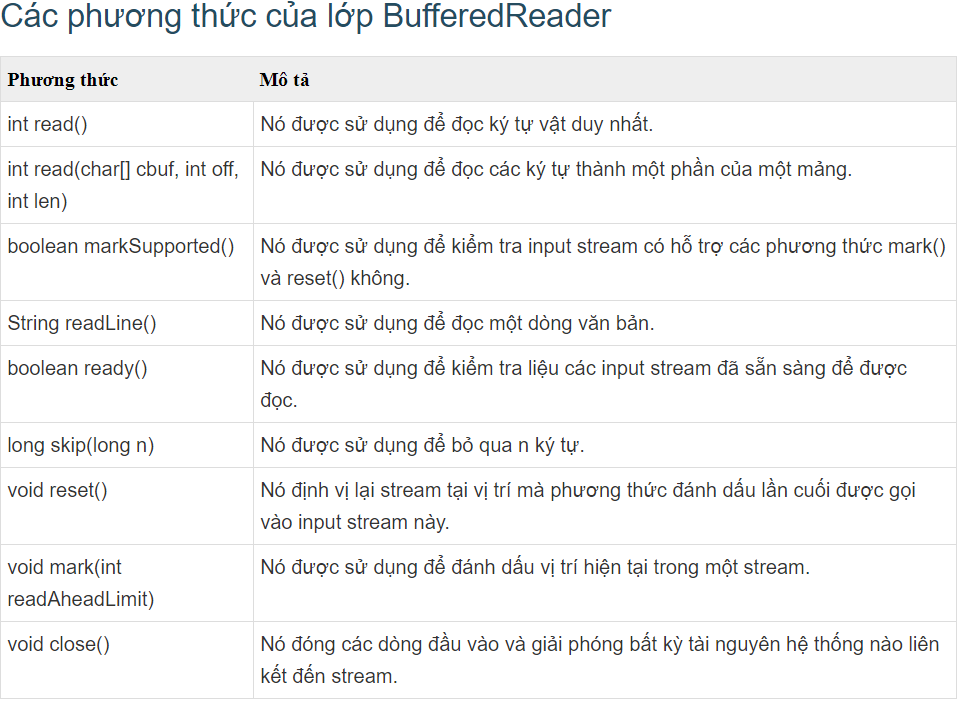 Các phương thức của lớp BufferedReader
Phương thức Mô tả
int read() Nó được sử dụng để đọc ký tự vật duy nhất.
int read(char[] cbuf, int off, Nó được sử dụng để đọc các ký tự thành một phần của một mảng.
int len)
boolean markSupported() Nó được sử dụng để kiểm tra input stream có hỗ trợ các phương thức mark()
và reset() không.
String readLine() Nó được sử dụng để đọc một dòng văn bản.
boolean ready() Nó được sử dụng để kiểm tra liệu các input stream đã sẵn sàng để được
đọc.
long skip(long n) Nó được sử dụng để bỏ qua n ký tự.
void reset() Nó định vị lại stream tại vị trí mà phương thức đánh dấu lần cuối được gọi
vào input stream này.
void mark(int Nó được sử dụng để đánh dấu vị trí hiện tại trong một stream.
readAheadLimit)
void close() Nó đóng các dòng đầu vào và giải phóng bất kỳ tài nguyên hệ thống nào liên
kết đến stream.